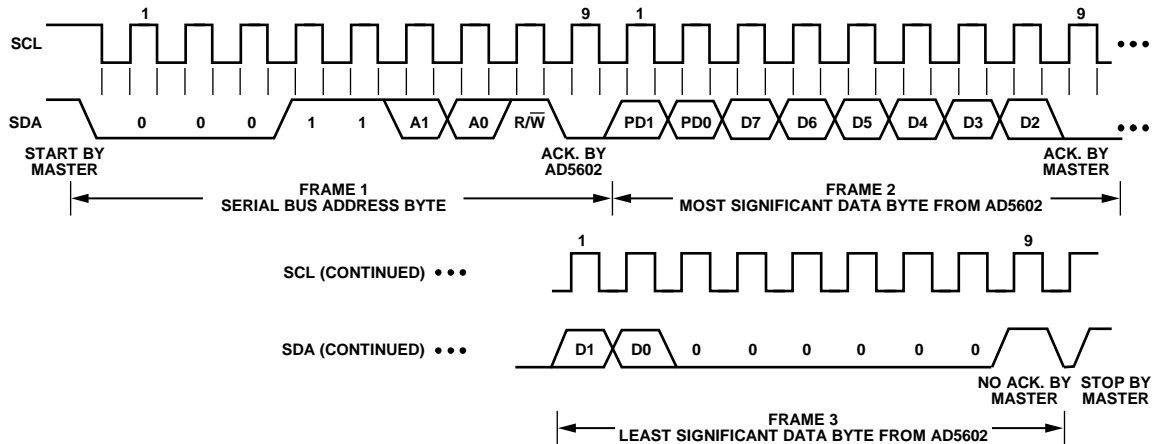 1 9 1 9
SCL
SDA 0 0 0 1 1 A1 A0 R/W̅ PD1 PD0 D7 D6 D5 D4 D3 D2
START BY
MASTER
ACK. BY
AD5602
ACK. BY
MASTER
FRAME 1
SERIAL BUS ADDRESS BYTE
FRAME 2
MOST SIGNIFICANT DATA BYTE FROM AD5602
1 9
SCL (CONTINUED)
SDA (CONTINUED) D1 D0 0 0 0 0 0 0
NO ACK. BY
MASTER
STOP BY
MASTER
FRAME 3
LEAST SIGNIFICANT DATA BYTE FROM AD5602